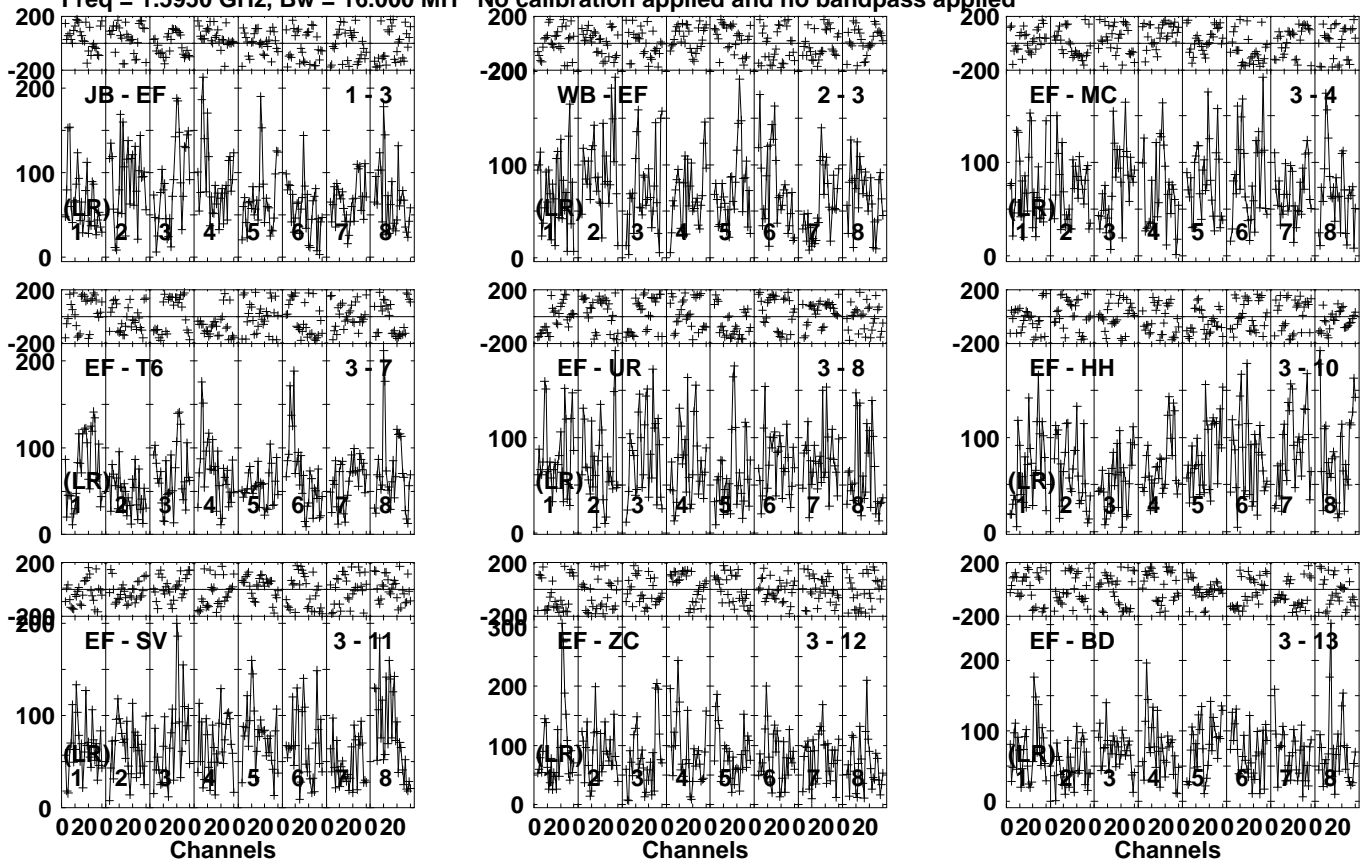 Freq = 1.5950 GHz, Bw = 16.000 MH No calibration applied and no bandpass applied
200 200 200
-200 -200 -200
200 200
JB - EF 1 - 3 WB - EF 2 - 3 EF - MC 3 - 4
100 100 100
(LR) (LR) (LR)
1 2 3 4 5 6 7 8 1 2 3 4 5 6 7 8 1 2 3 4 5 6 7 8
0 0 0
200 200 200
-200 -200 -200
200
EF - T6 3 - 7 EF - UR 3 - 8 EF - HH 3 - 10
100 100 100
(LR) (LR) (LR)
1 2 3 4 5 6 7 8 1 2 3 4 5 6 7 8 1 2 3 4 5 6 7 8
0 0 0
200 200 200
-200 -200 -200
200 300
EF - SV 3 - 11 EF - ZC 3 - 12 EF - BD 3 - 13
200 200
100 100 100
(LR) (LR) (LR)
1 2 3 4 5 6 7 8 1 2 3 4 5 6 7 8 1 2 3 4 5 6 7 8
0 0 0
0 20 0 20 0 20 0 20 0 20 0 20 0 20 0 20 0 20 0 20 0 20 0 20 0 20 0 20 0 20 0 20 0 20 0 20 0 20 0 20 0 20 0 20 0 20 0 20
Channels Channels Channels